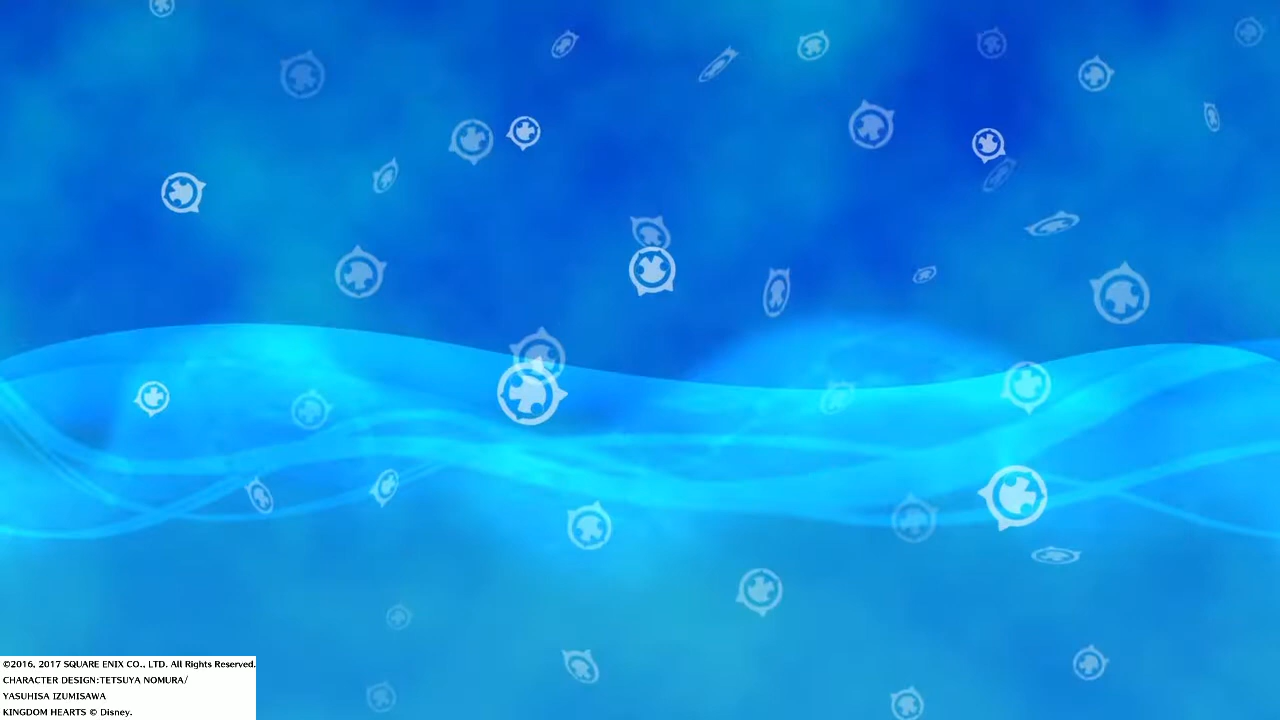 ©2016, 2017 SQUARE ENIX CO., LTD. All Rights Reserved.
CHARACTER DESIGN:TETSUYA NOMURA/
YASUHISA IZUMISAWA
KINGDOM HEARTS © Disney.